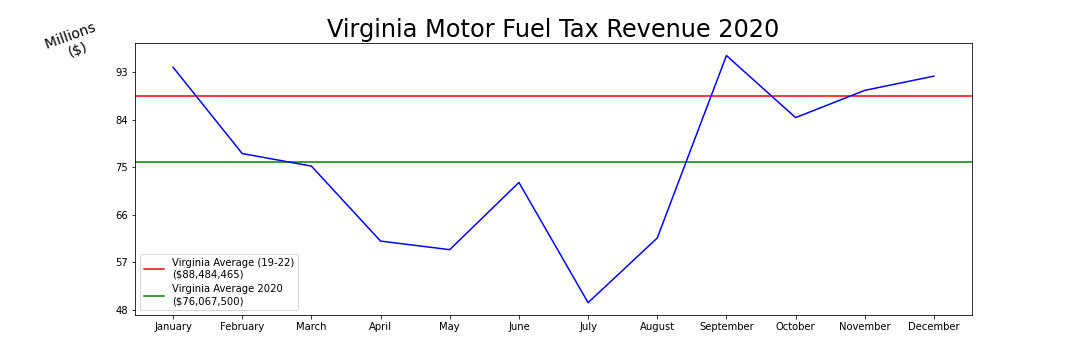 Virginia Motor Fuel Tax Revenue 2020
Millions
($)
93
84
75
66
57
48
Virginia Average (19-22)
($88,484,465)
Virginia Average 2020
($76,067,500)
January February March April May June July August September October November December